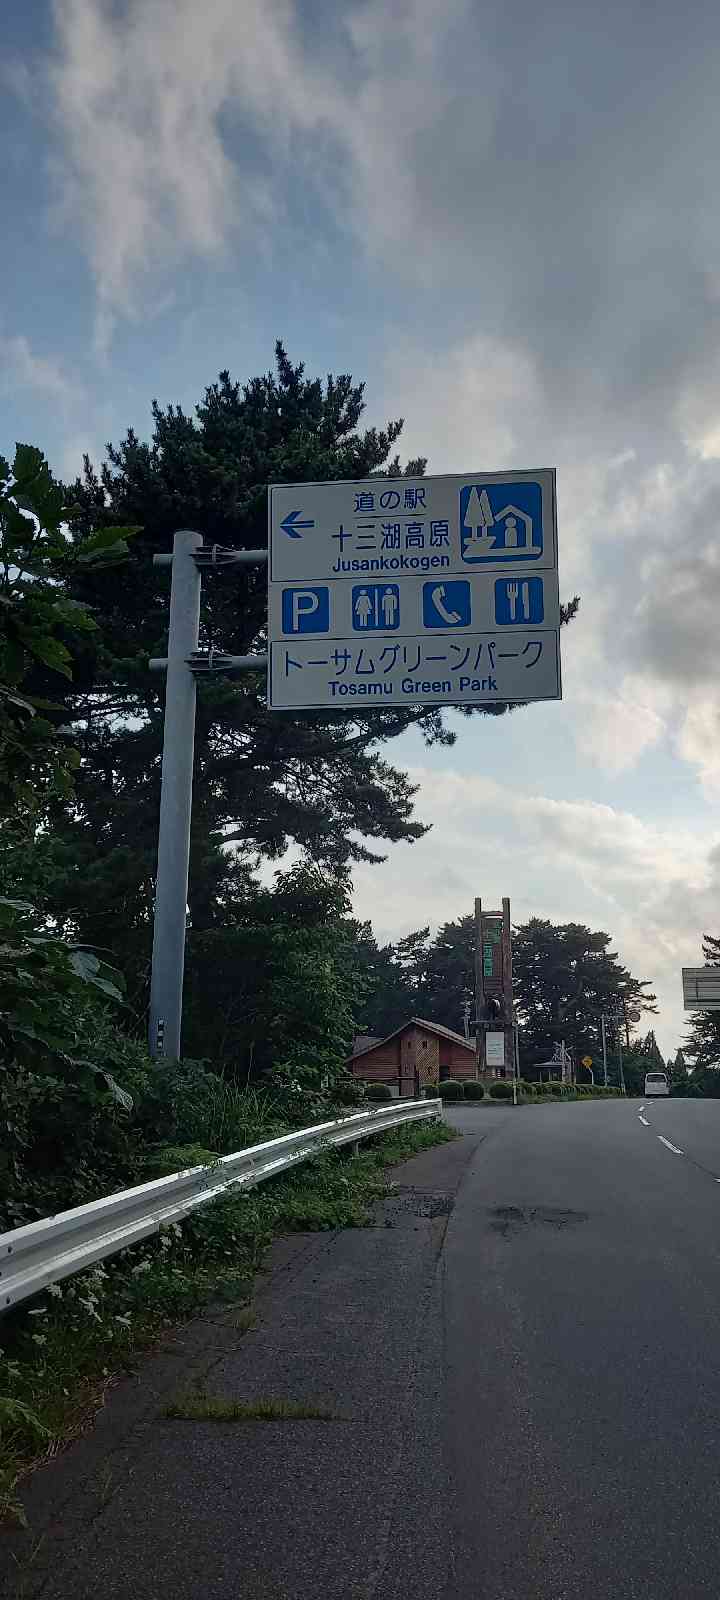 道の駅
十三湖高原
Jusankokogen
P
トーサムグリーンパーク
Tosamu Green Park